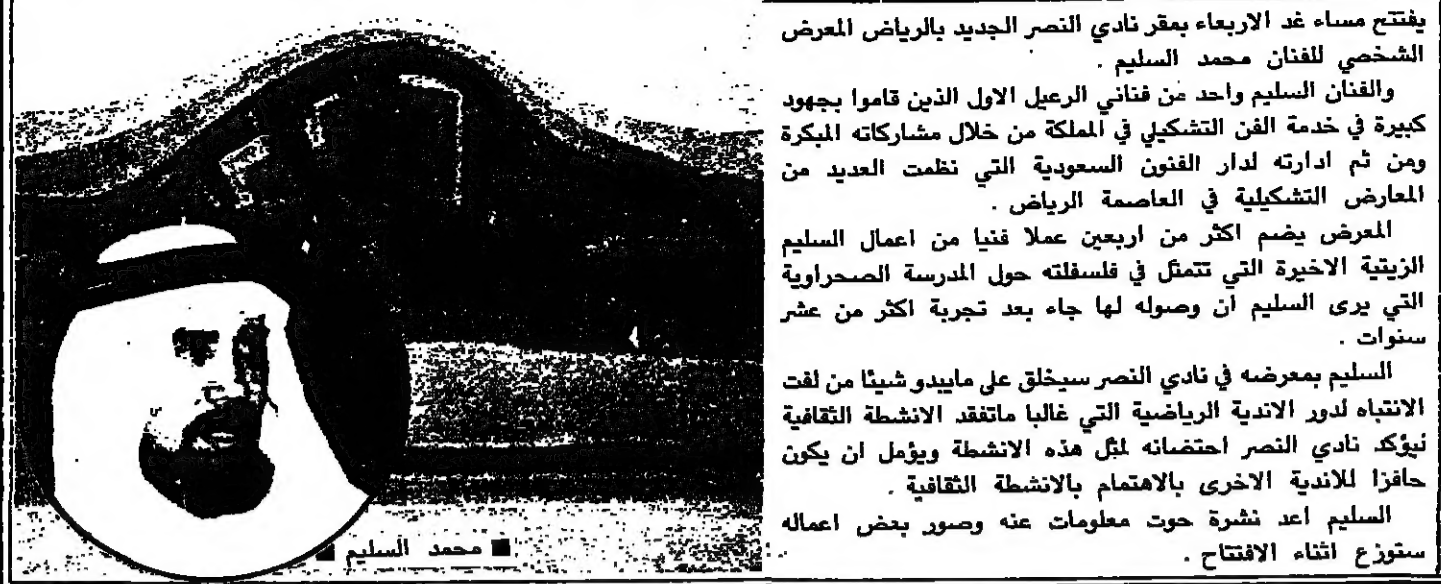 يفتتح مساء غد الاربعاء بمقر نادي النصر الجديد بالرياض المعرض
الشخصي للفنان محمد السليم .
والفنان السليم واحد من فناني الرعيل الاول الذين قاموا بجهود
كبيرة في خدمة الفن التشكيلي في المملكة من خلال مشاركاته المبكرة
ومن ثم ادارته لدار الفنون السعودية التي نظمت العديد من
المعارض التشكيلية في العاصمة الرياض .
المعرض يضم اكثر من اربعين عملا فنيا من اعمال السليم
الزيتية الاخيرة التي تتمثل في فلسفلته حول المدرسة الصحراوية
التي يرى السليم ان وصوله لها جاء بعد تجربة اكثر من عشر
سنوات .
السليم بمعرضه في نادي النصر سيخلق على مايبدو شيئا من لفت
الانتباه لدور الاندية الرياضية التي غالبا ماتفقد الانشطة الثقافية
ليؤكد نادي النصر احتضانه لمثل هذه الانشطة ويؤمل ان يكون
حافزا للاندية الاخرى بالاهتمام بالانشطة الثقافية .
السليم اعد نشرة حوت معلومات عنه وصور بعض اعماله
ستوزع اثناء الافتتاح .
■ محمد السليم ■